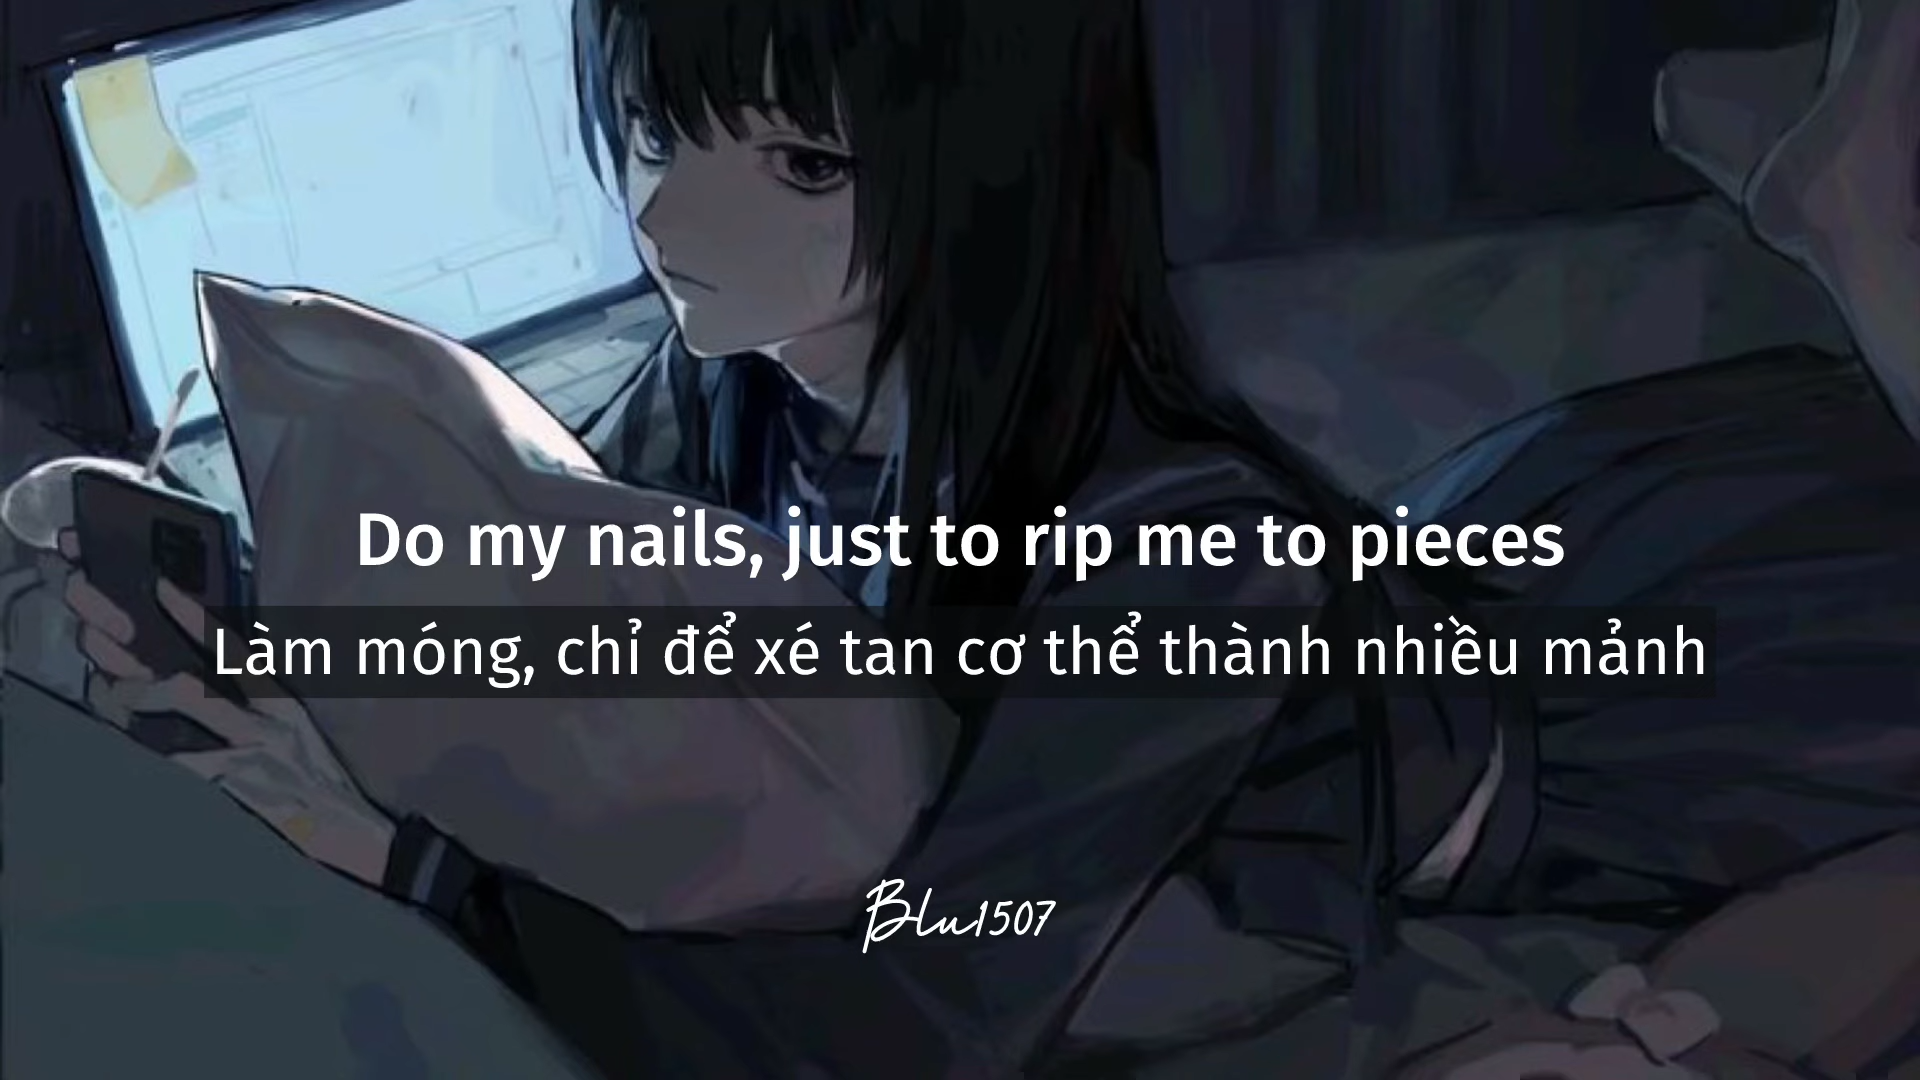 Do my nails, just to rip me to pieces
Làm móng, chỉ để xé tan cơ thể thành nhiều mảnh
Blu1507